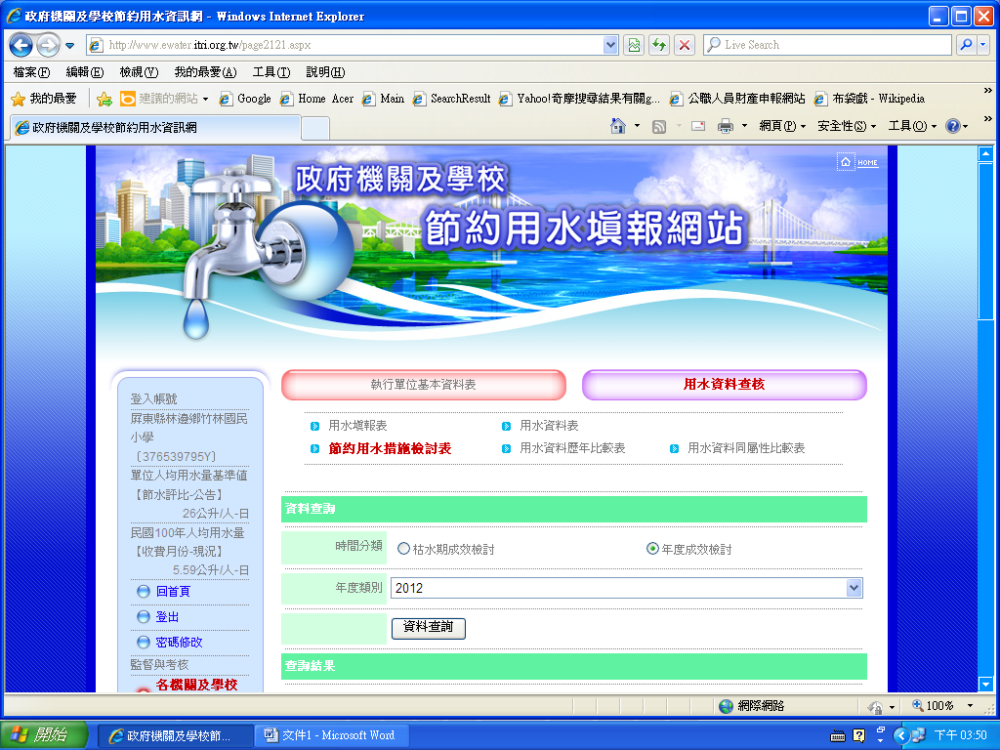 政府機關及學校節約用水資訊網 - Windows Internet Explorer
http://www.ewater.itri.org.tw/page2121.aspx
Live Search
檔案(F) 編輯(E) 檢視(V) 我的最愛(A) 工具(T) 說明(H)
我的最愛 建議的網站 Google Home Acer Main SearchResult Yahoo!奇摩搜尋結果有關g... 公職人員財產申報網站 布袋戲 - Wikipedia
政府機關及學校節約用水資訊網
網頁(P) 安全性(S) 工具(O)
HOME
政府機關及學校
節約用水填報網站
執行單位基本資料表 用水資料查核
用水填報表 用水資料表
節約用水措施檢討表 用水資料歷年比較表 用水資料同屬性比較表
登入帳號
屏東縣林邊鄉竹林國民
小學
〔376539795Y〕
單位人均用水量基準值
【節水評比-公告】
26公升/人-日
民國100年人均用水量
【收費月份-現況】
5.59公升/人-日
回首頁
登出
密碼修改
監督與考核
各機關及學校
資料查詢
時間分類 枯水期成效檢討 年度成效檢討
年度類別 2012
資料查詢
查詢結果
網際網路 100%
開始 政府機關及學校節... 文件1 - Microsoft Word 下午 03:50